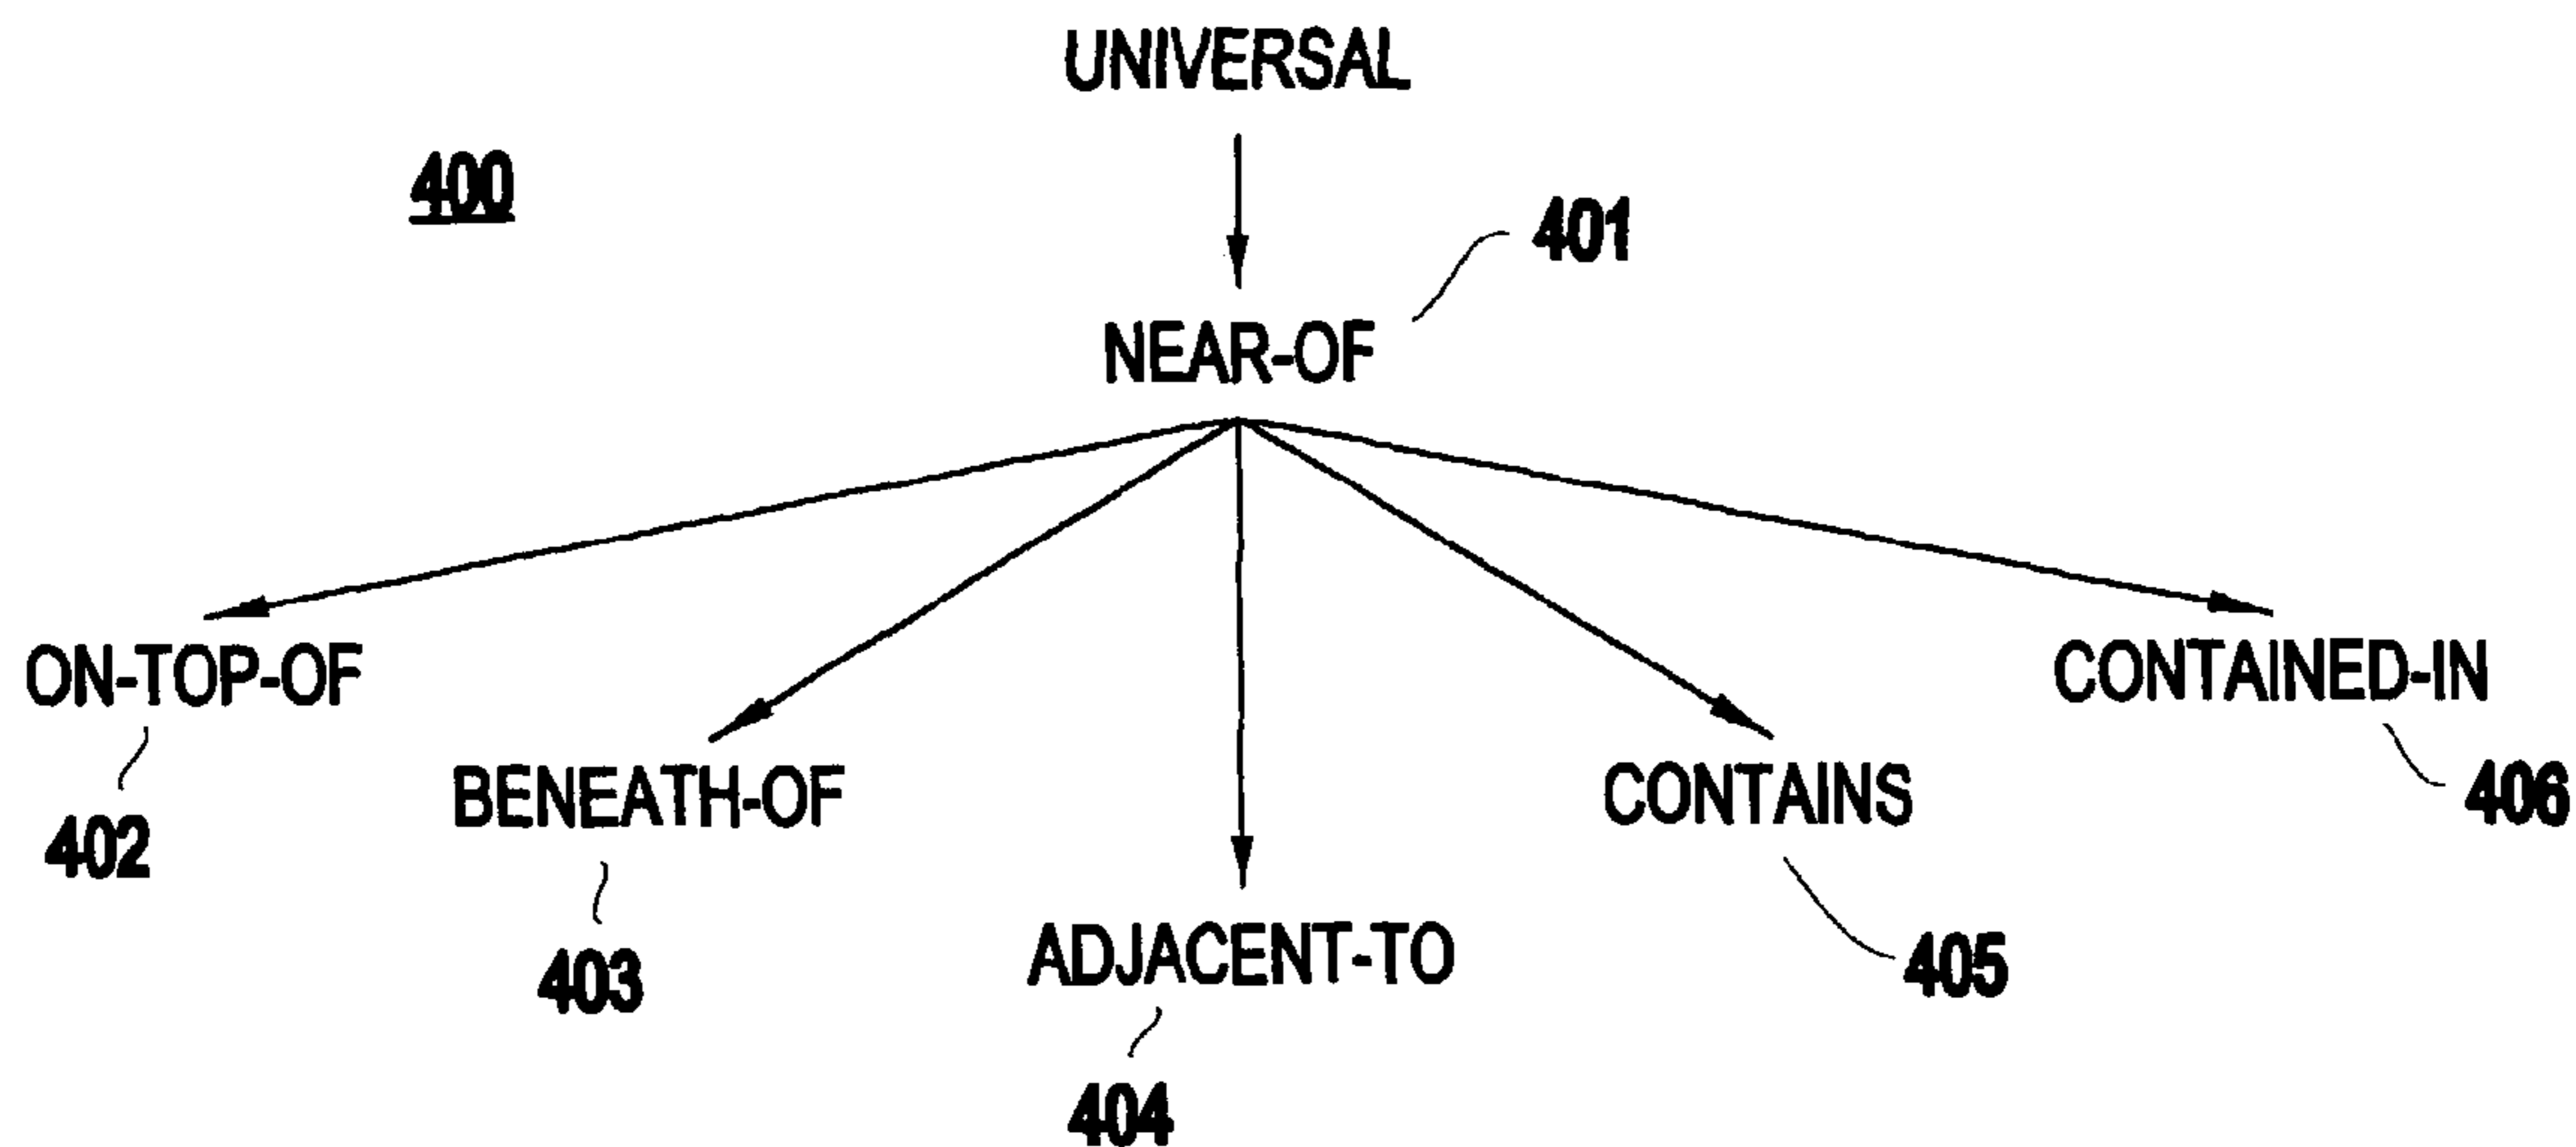 UNIVERSAL
400
401
NEAR-OF
ON-TOP-OF
CONTAINED-IN
BENEATH-OF
CONTAINS
406
402
ADJACENT-TO
405
403
404